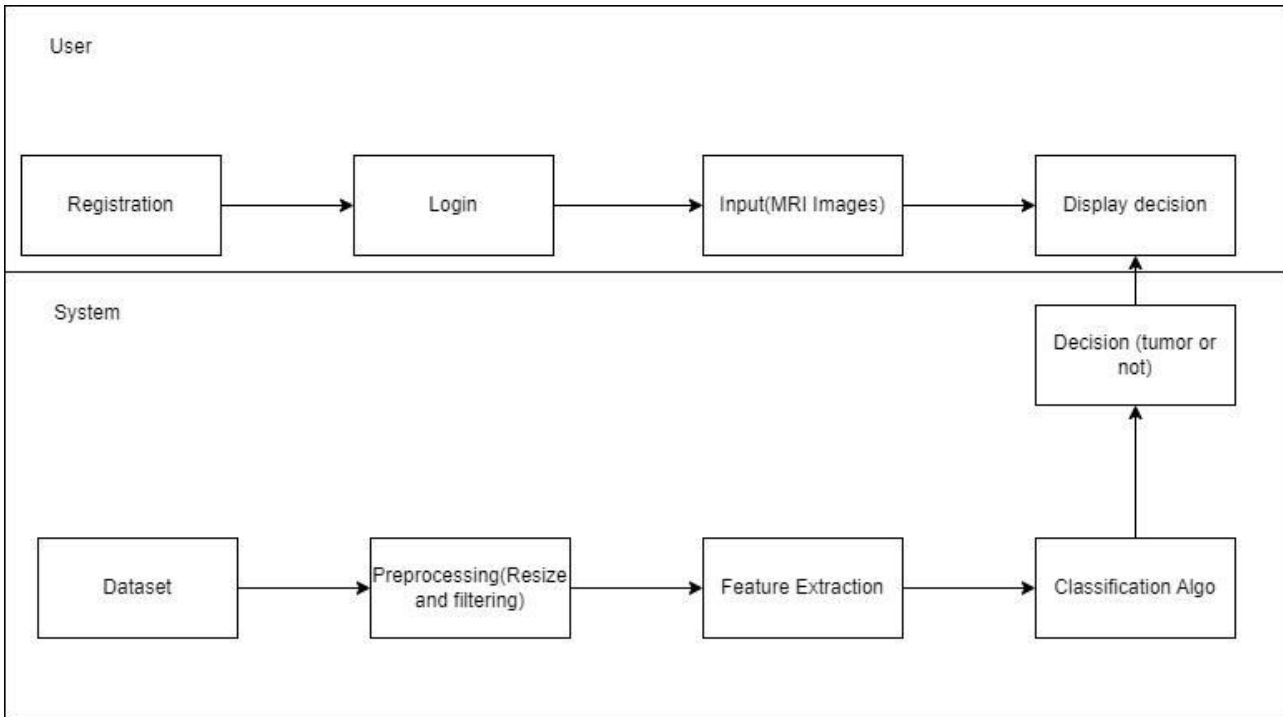 User
Registration
Login
Input(MRI Images)
Display decision
System
Decision (tumor or
not)
Dataset
Preprocessing(Resize
and filtering)
Feature Extraction
Classification Algo